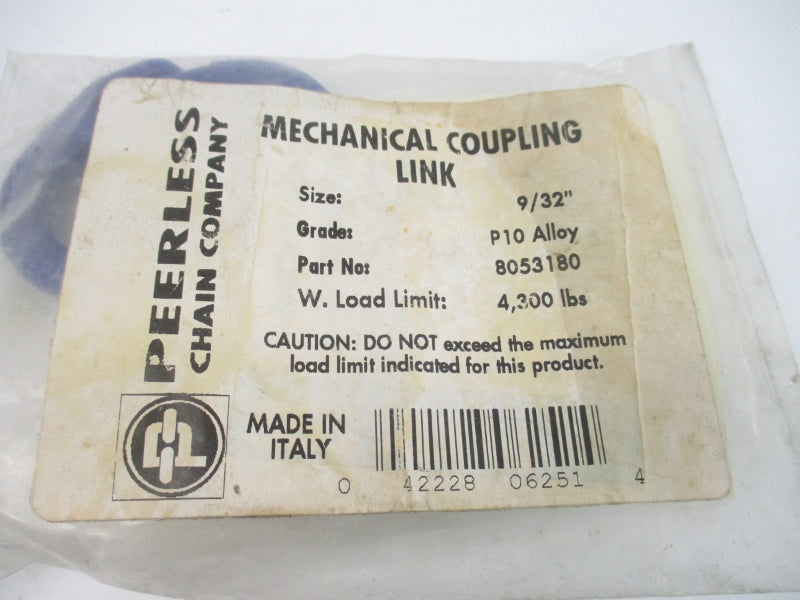 PEERLESS
CHAIN COMPANY
MECHANICAL COUPLING
LINK
Size: 9/32"
Grade: P10 Alloy
Part No: 8053180
W. Load Limit: 4,300 lbs
CAUTION: DO NOT exceed the maximum
load limit indicated for this product.
MADE IN
ITALY
0 42228 06251 4